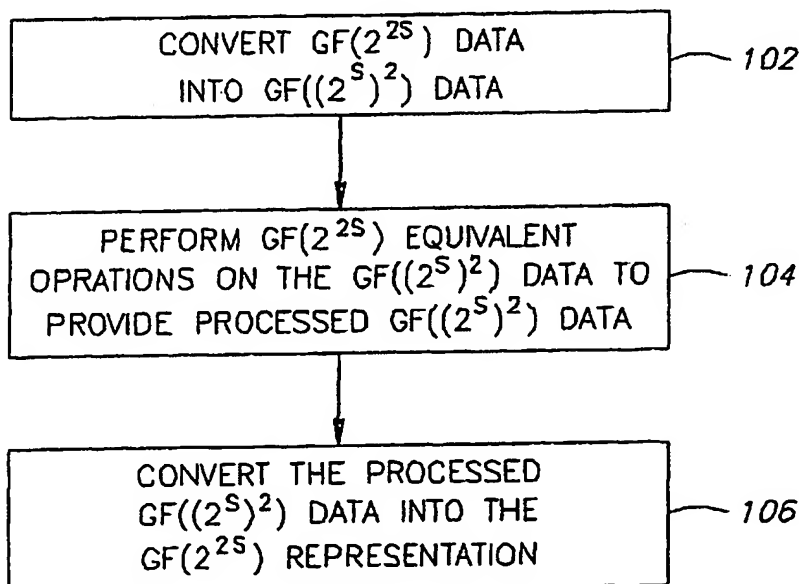 CONVERT GF(2^2S) DATA
INTO GF((2^S)^2) DATA
102
PERFORM GF(2^2S) EQUIVALENT
OPRATIONS ON THE GF((2^S)^2) DATA TO
PROVIDE PROCESSED GF((2^S)^2) DATA
104
CONVERT THE PROCESSED
GF((2^S)^2) DATA INTO THE
GF(2^2S) REPRESENTATION
106